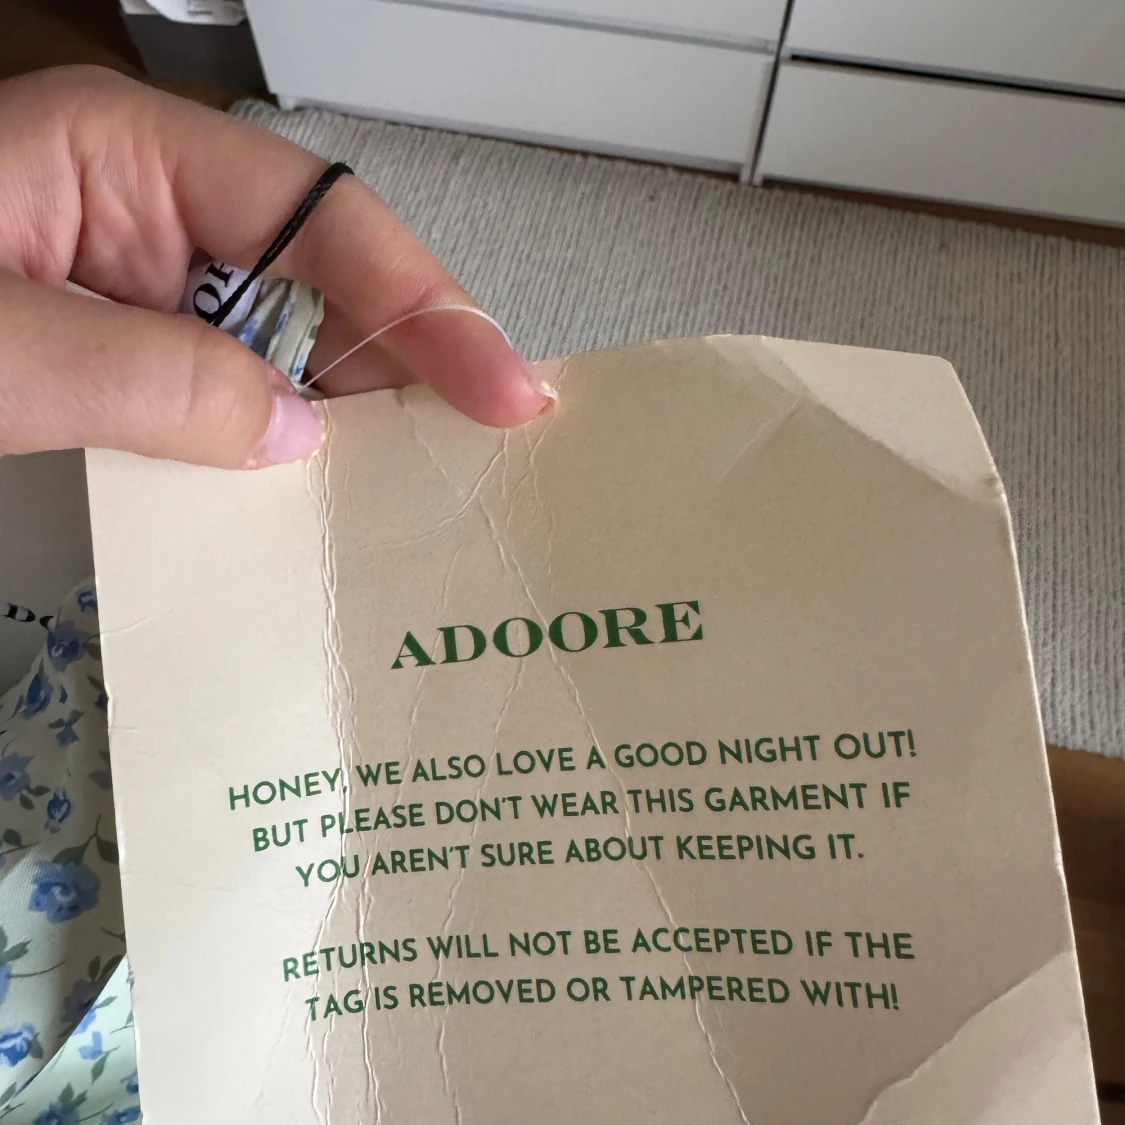 ADOORE
HONEY, WE ALSO LOVE A GOOD NIGHT OUT!
BUT PLEASE DON'T WEAR THIS GARMENT IF
YOU AREN'T SURE ABOUT KEEPING IT.
RETURNS WILL NOT BE ACCEPTED IF THE
TAG IS REMOVED OR TAMPERED WITH!